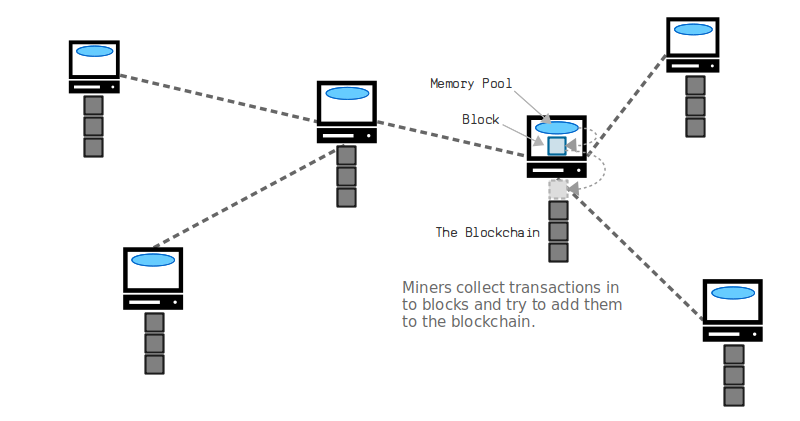 Memory Pool
Block
The Blockchain
Miners collect transactions in
to blocks and try to add them
to the blockchain.